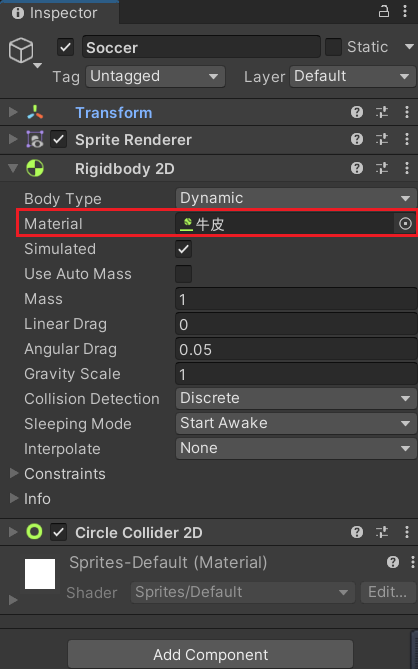 Inspector
Soccer
Static
Tag Untagged Layer Default
Transform
Sprite Renderer
Rigidbody 2D
Body Type Dynamic
Material 牛皮
Simulated
Use Auto Mass
Mass 1
Linear Drag 0
Angular Drag 0.05
Gravity Scale 1
Collision Detection Discrete
Sleeping Mode Start Awake
Interpolate None
Constraints
Info
Circle Collider 2D
Sprites-Default (Material)
Shader Sprites/Default Edit...
Add Component